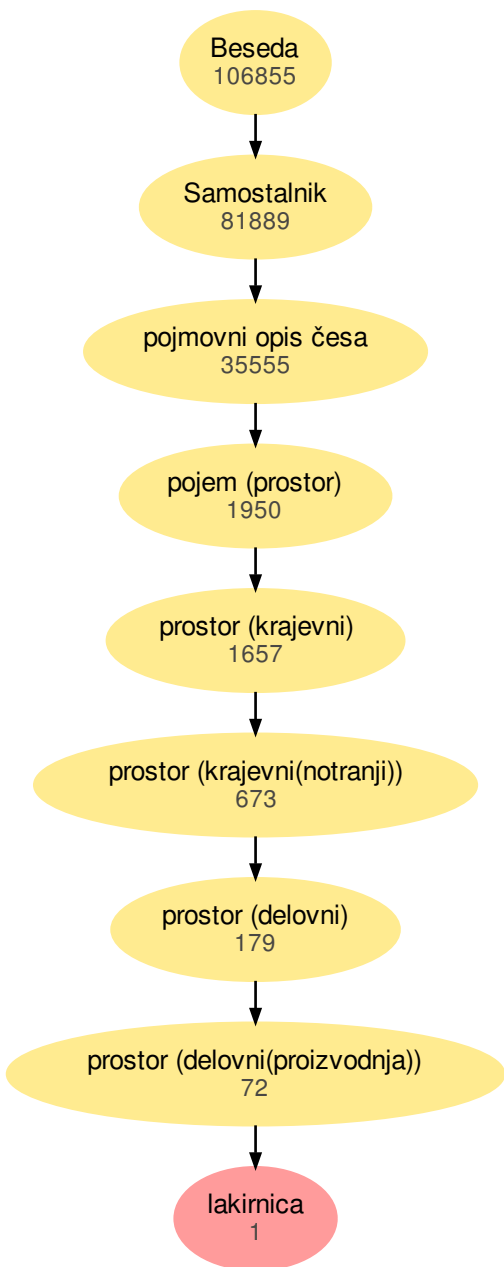 Beseda
106855
Samostalnik
81889
pojmovni opis česa
35555
pojem (prostor)
1950
prostor (krajevni)
1657
prostor (krajevni(notranji))
673
prostor (delovni)
179
prostor (delovni(proizvodnja))
72
lakirnica
1